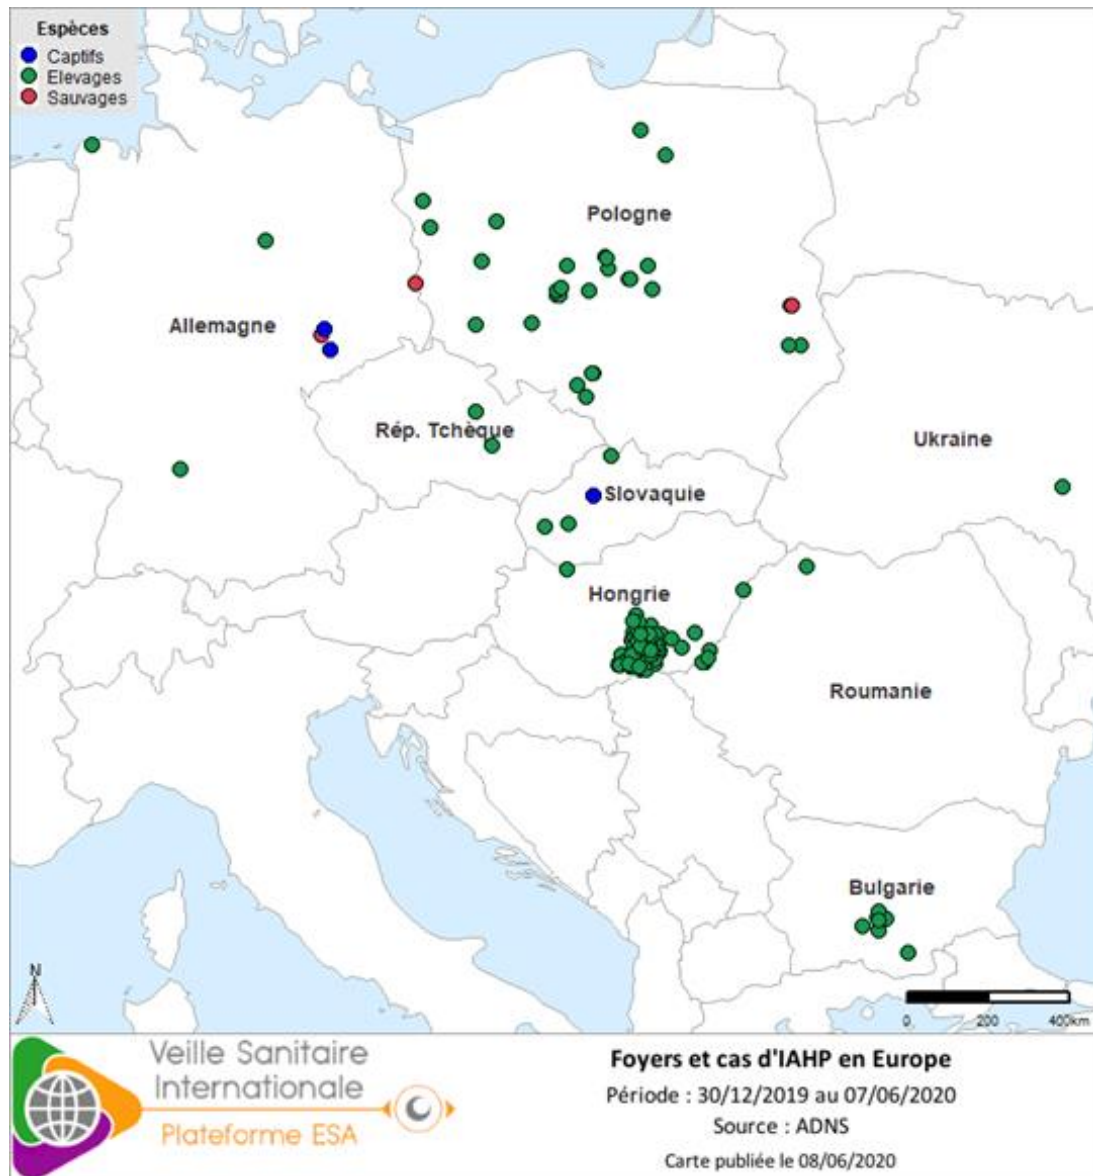 Espèces
Captifs
Elevages
Sauvages
Pologne
Allemagne
Rép. Tchèque
Ukraine
Slovaquie
Hongrie
Roumanie
Bulgarie
N
0 200 400km
Veille Sanitaire
Internationale
Plateforme ESA
Foyers et cas d'IAHP en Europe
Période : 30/12/2019 au 07/06/2020
Source : ADNS
Carte publiée le 08/06/2020